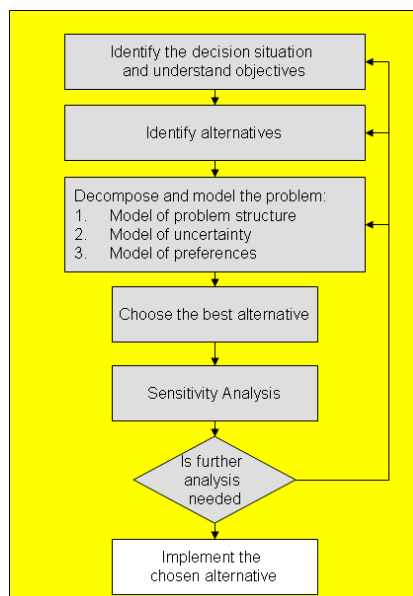 Identify the decision situation
and understand objectives
Identify alternatives
Decompose and model the problem:
1. Model of problem structure
2. Model of uncertainty
3. Model of preferences
Choose the best alternative
Sensitivity Analysis
Is further
analysis
needed
Implement the
chosen alternative